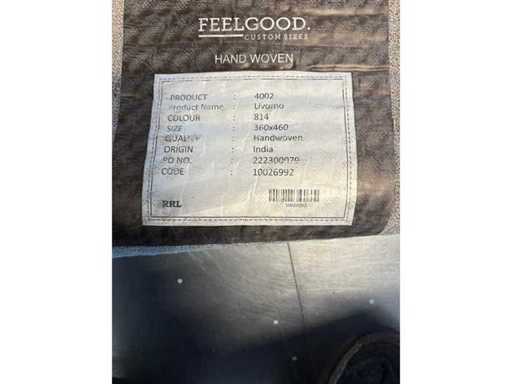 FEELGOOD.
CUSTOM SIZES
HAND WOVEN
PRODUCT : 4002
Product Name : Livorno
COLOUR : 814
SIZE : 360x460
QUALITY : Handwoven
ORIGIN : India
PO NO. : 222300979
CODE : 10026992
RRL